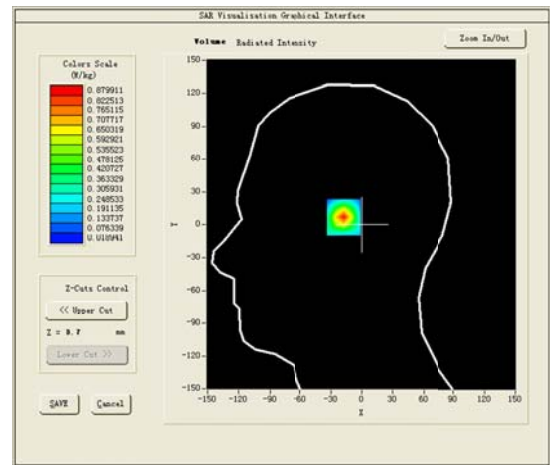 SAR Visualisation Graphical Interface
Volume Radiated Intensity
Zoom In/Out
Colors Scale
(W/kg)
0.879911
0.822513
0.765115
0.707717
0.650319
0.592921
0.535523
0.478125
0.420727
0.363329
0.305931
0.248533
0.191135
0.133737
0.076339
0.018941
Z-Cuts Control
<< Upper Cut
Z = 0.7 mm
Lower Cut >>
SAVE
Cancel
150
120
90
60
30
0
-30
-60
-90
-120
-150
Y
-150 -120 -90 -60 -30 0 30 60 90 120 150
X